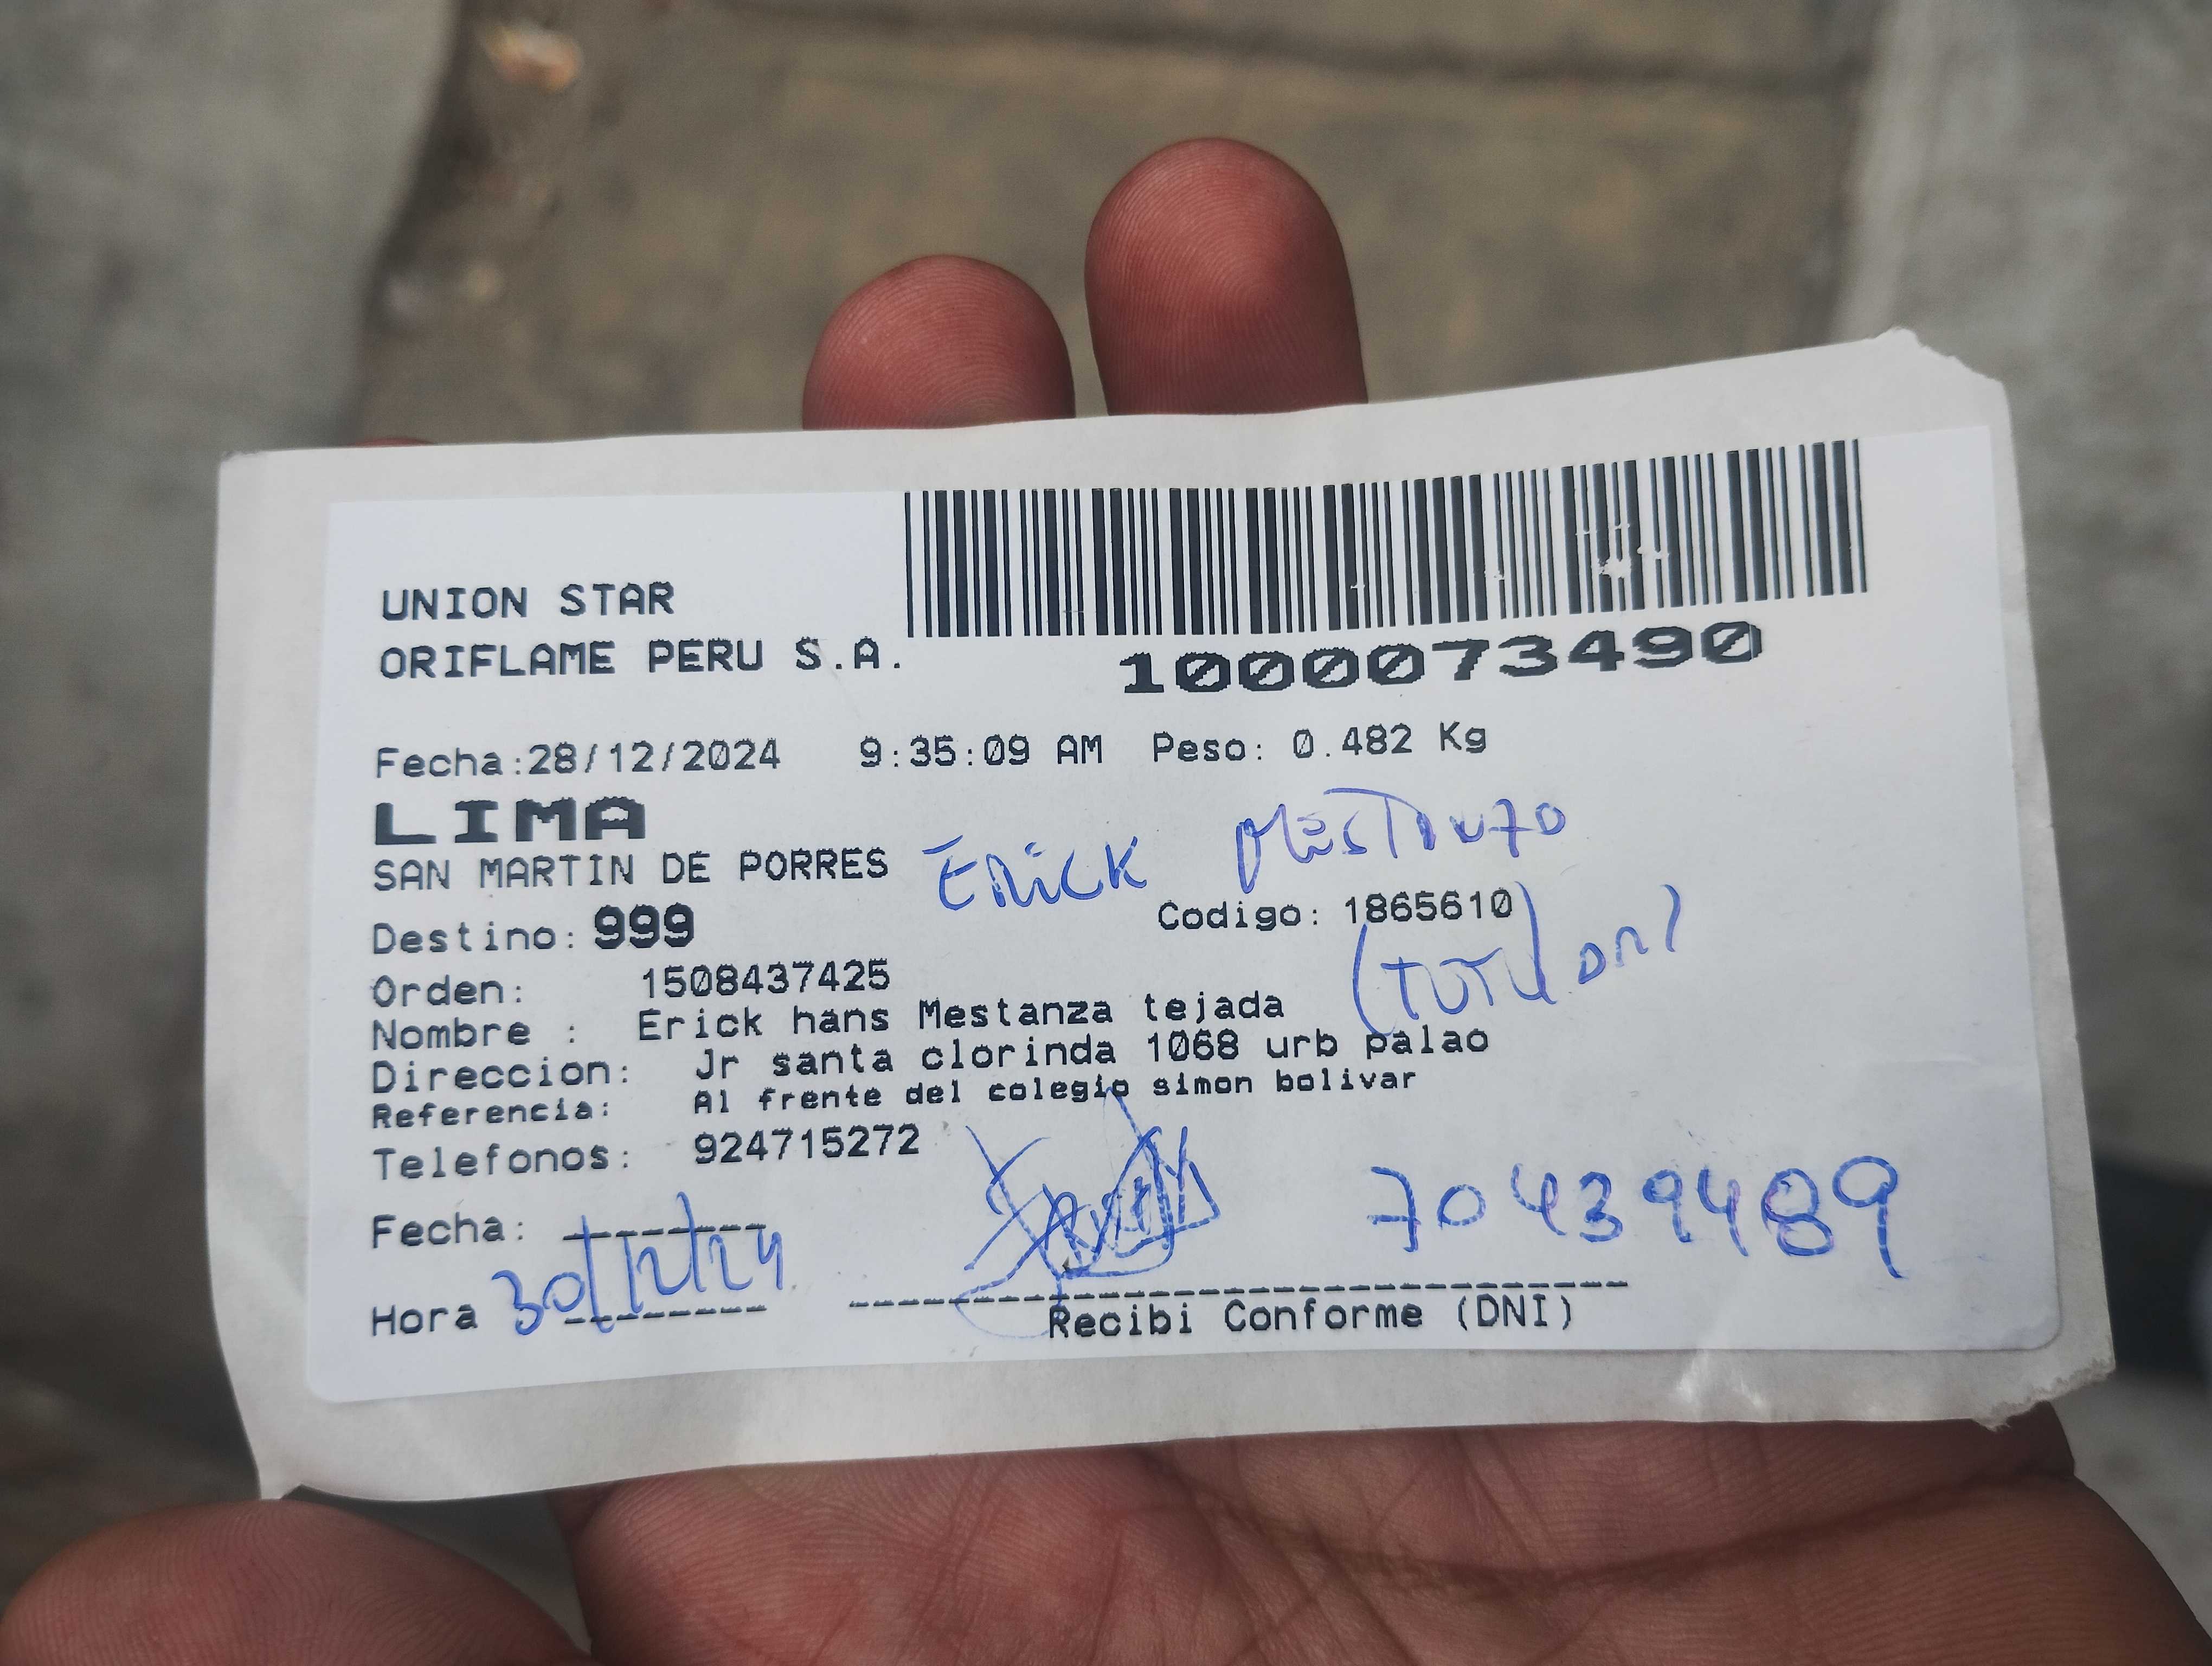 UNION STAR
ORIFLAME PERU S.A.
1000073490
Fecha:28/12/2024 9:35:09 AM Peso: 0.482 Kg
LIMA
SAN MARTIN DE PORRES
ERICK
Destino: 999 Codigo: 1865610
Orden: 1508437425
Nombre : Erick hans Mestanza tejada
Direccion: Jr santa clorinda 1068 urb palao
Referencia: Al frente del colegio simon bolivar
Telefonos: 924715272
70439489
Fecha:
30/12/24
Hora
Recibi Conforme (DNI)